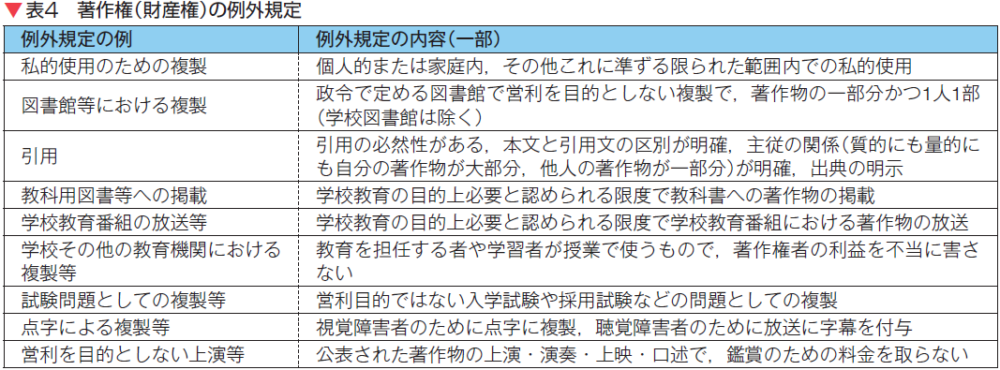 ▼表4　著作権（財産権）の例外規定
例外規定の例　例外規定の内容（一部）
私的使用のための複製　個人的または家庭内，その他これに準ずる限られた範囲内での私的使用
図書館等における複製　政令で定める図書館で営利を目的としない複製で，著作物の一部分かつ1人1部
（学校図書館は除く）
引用　引用の必然性がある，本文と引用文の区別が明確，主従の関係（質的にも量的に
も自分の著作物が大部分，他人の著作物が一部分）が明確，出典の明示
教科用図書等への掲載　学校教育の目的上必要と認められる限度で教科書への著作物の掲載
学校教育番組の放送等　学校教育の目的上必要と認められる限度で学校教育番組における著作物の放送
学校その他の教育機関における　教育を担任する者や学習者が授業で使うもので，著作権者の利益を不当に害さ
複製等　ない
試験問題としての複製等　営利目的ではない入学試験や採用試験などの問題としての複製
点字による複製等　視覚障害者のために点字に複製，聴覚障害者のために放送に字幕を付与
営利を目的としない上演等　公表された著作物の上演・演奏・上映・口述で，鑑賞のための料金を取らない